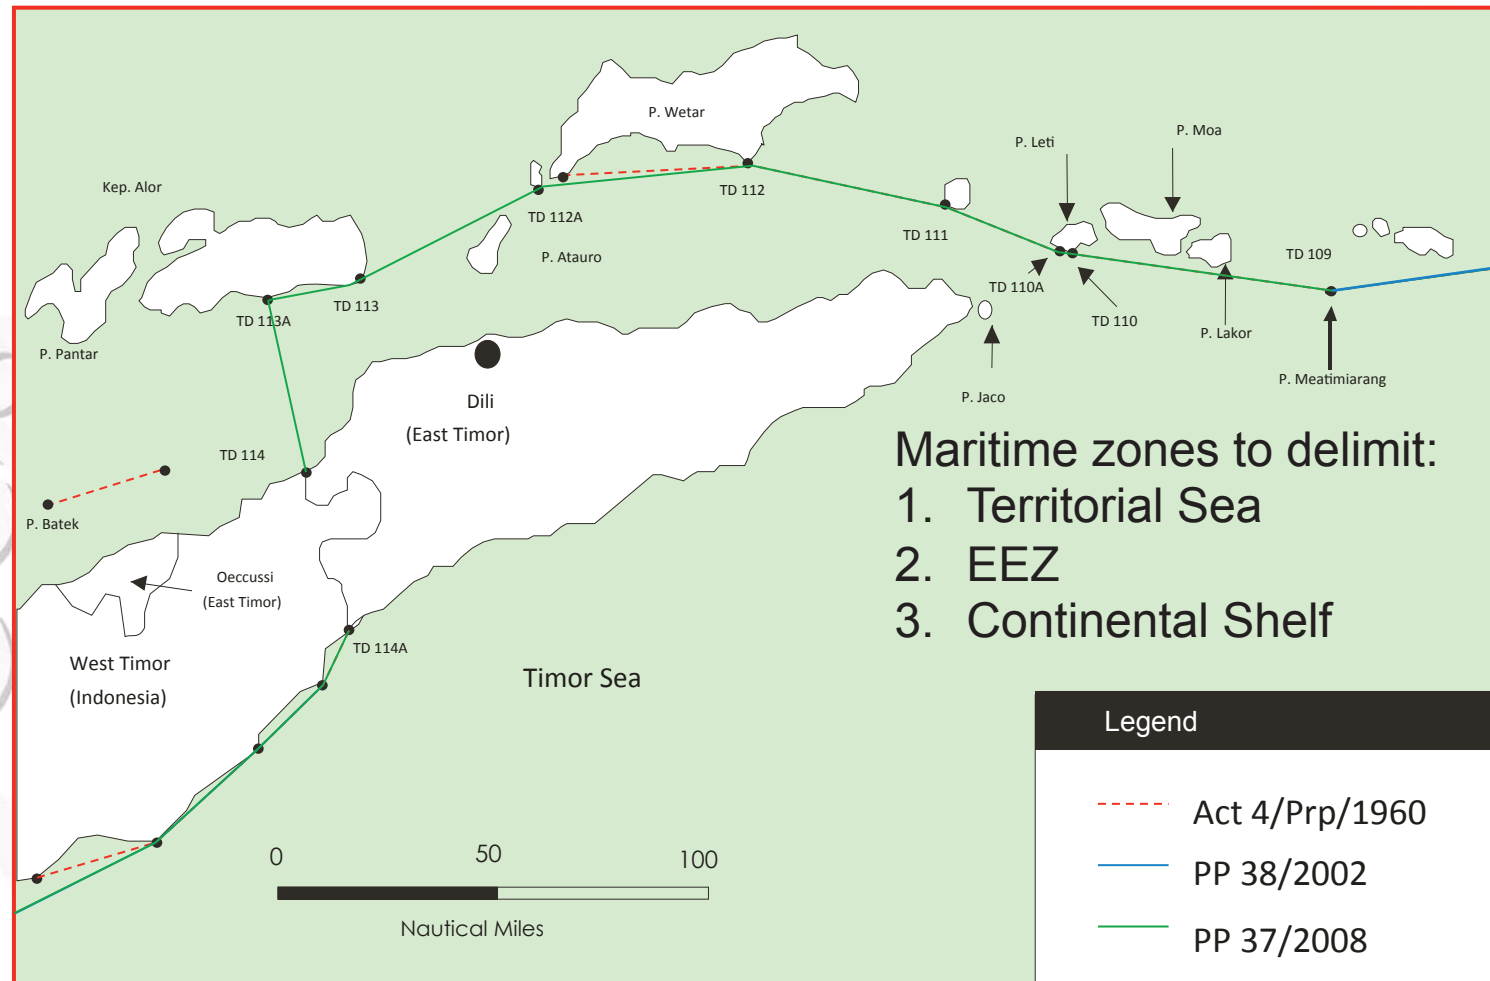 P. Wetar
P. Moa
P. Leti
Kep. Alor
TD 112
TD 112A
TD 111
P. Atauro
TD 109
TD 110A
TD 113
TD 113A
TD 110
P. Lakor
P. Pantar
P. Meatimiarang
P. Jaco
Dili
(East Timor)
Maritime zones to delimit:
1. Territorial Sea
2. EEZ
3. Continental Shelf
TD 114
P. Batek
Oeccussi
(East Timor)
TD 114A
West Timor
(Indonesia)
Timor Sea
Legend
Act 4/Prp/1960
PP 38/2002
PP 37/2008
0 50 100
Nautical Miles